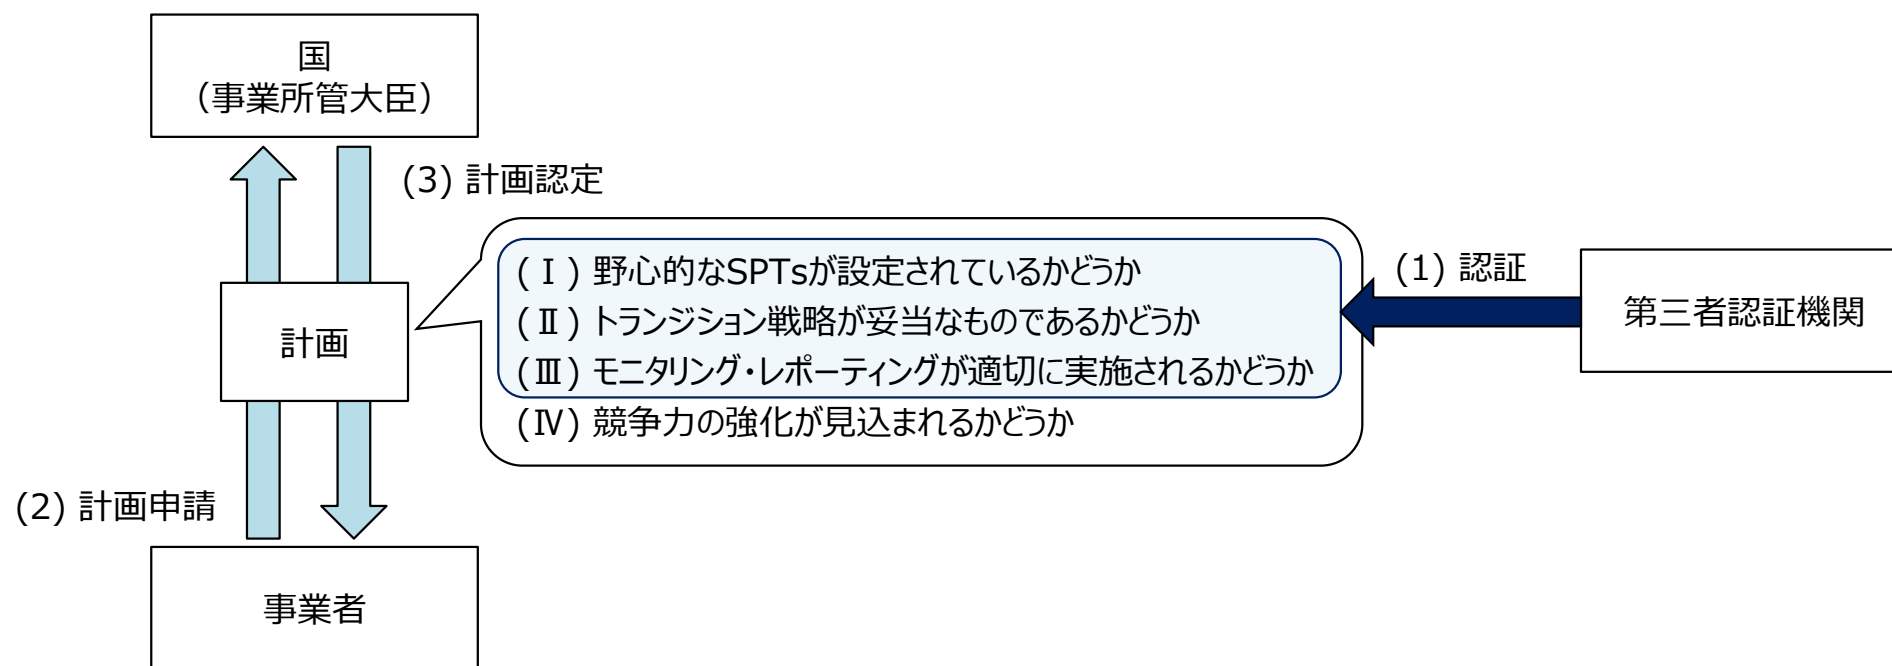 国
（事業所管大臣）
(3) 計画認定
(Ⅰ) 野心的なSPTsが設定されているかどうか
(Ⅱ) トランジション戦略が妥当なものであるかどうか
(Ⅲ) モニタリング・レポーティングが適切に実施されるかどうか
(Ⅳ) 競争力の強化が見込まれるかどうか
(1) 認証
第三者認証機関
計画
(2) 計画申請
事業者